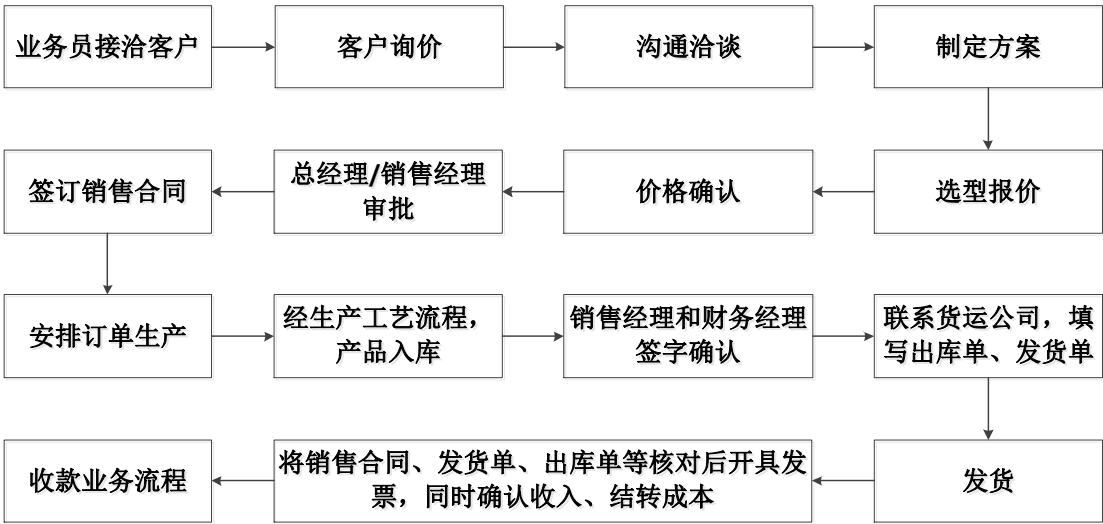 业务员接洽客户
客户询价
沟通洽谈
制定方案
选型报价
价格确认
总经理/销售经理
审批
签订销售合同
安排订单生产
经生产工艺流程，
产品入库
销售经理和财务经理
签字确认
联系货运公司，填
写出库单、发货单
发货
将销售合同、发货单、出库单等核对后开具发
票，同时确认收入、结转成本
收款业务流程